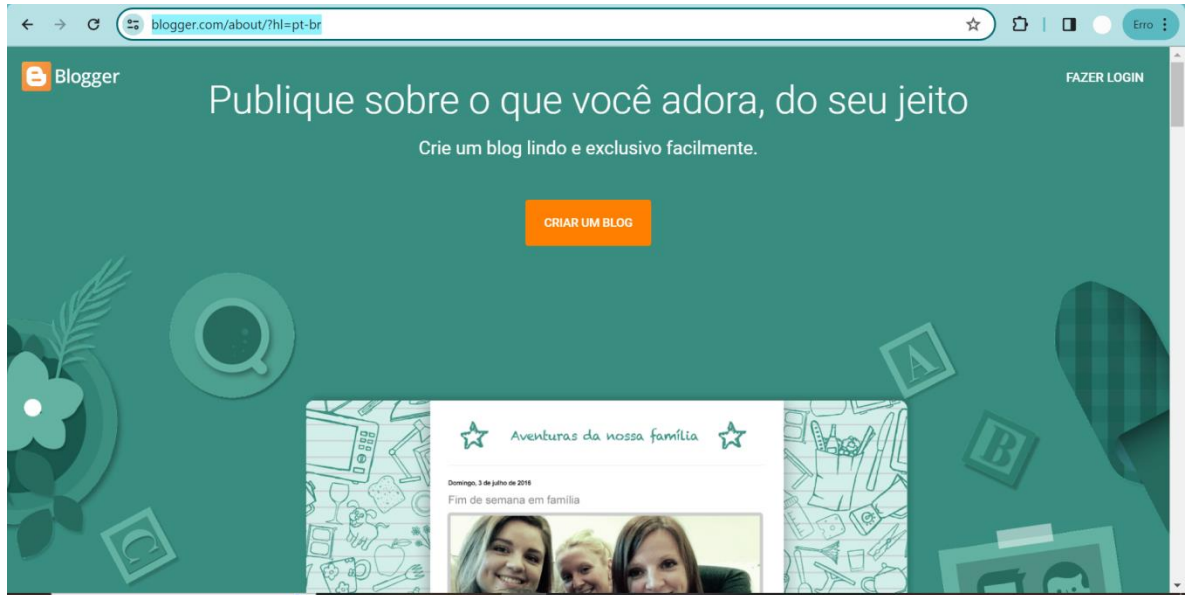 blogger.com/about/?hl=pt-br
Erro
Blogger
FAZER LOGIN
Publique sobre o que você adora, do seu jeito
Crie um blog lindo e exclusivo facilmente.
CRIAR UM BLOG
A
B
C
Aventuras da nossa família
Domingo, 3 de julho de 2016
Fim de semana em família